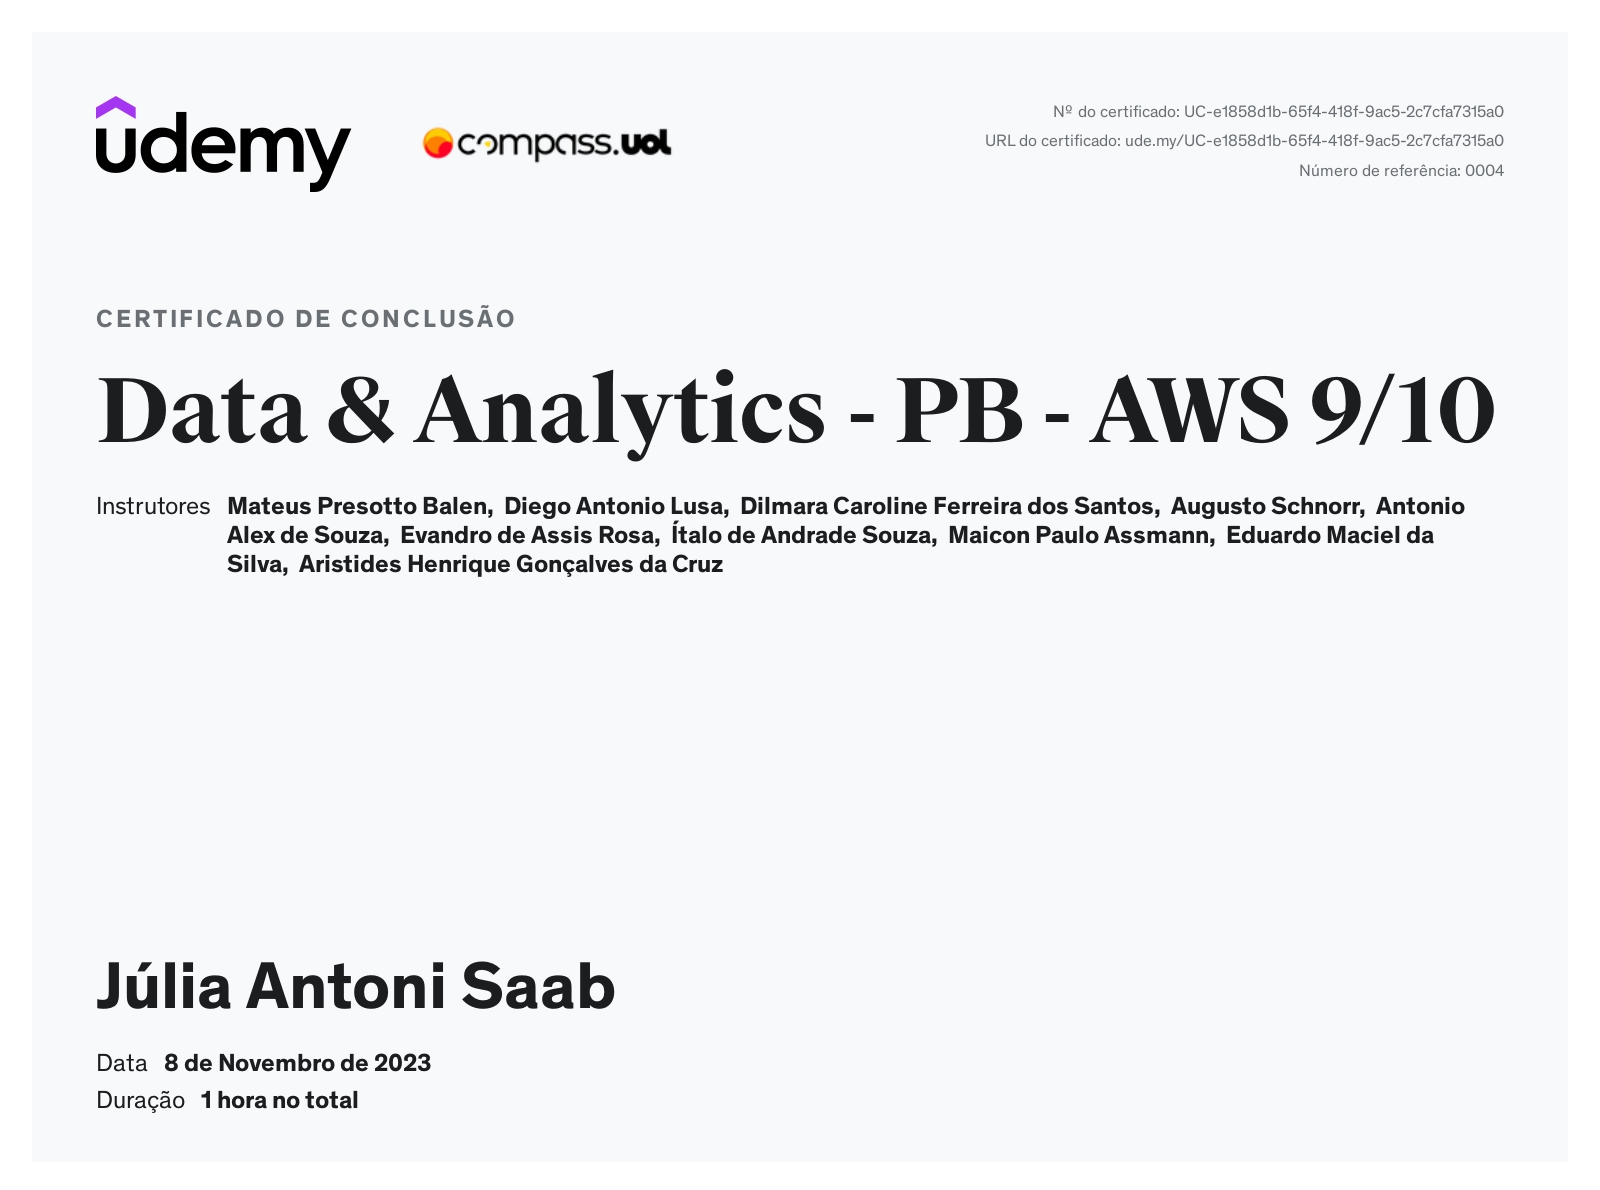 udemy
compass.uol
Nº do certificado: UC-e1858d1b-65f4-418f-9ac5-2c7cfa7315a0
URL do certificado: ude.my/UC-e1858d1b-65f4-418f-9ac5-2c7cfa7315a0
Número de referência: 0004
CERTIFICADO DE CONCLUSÃO
Data & Analytics - PB - AWS 9/10
Instrutores Mateus Presotto Balen, Diego Antonio Lusa, Dilmara Caroline Ferreira dos Santos, Augusto Schnorr, Antonio
Alex de Souza, Evandro de Assis Rosa, Ítalo de Andrade Souza, Maicon Paulo Assmann, Eduardo Maciel da
Silva, Aristides Henrique Gonçalves da Cruz
Júlia Antoni Saab
Data 8 de Novembro de 2023
Duração 1 hora no total